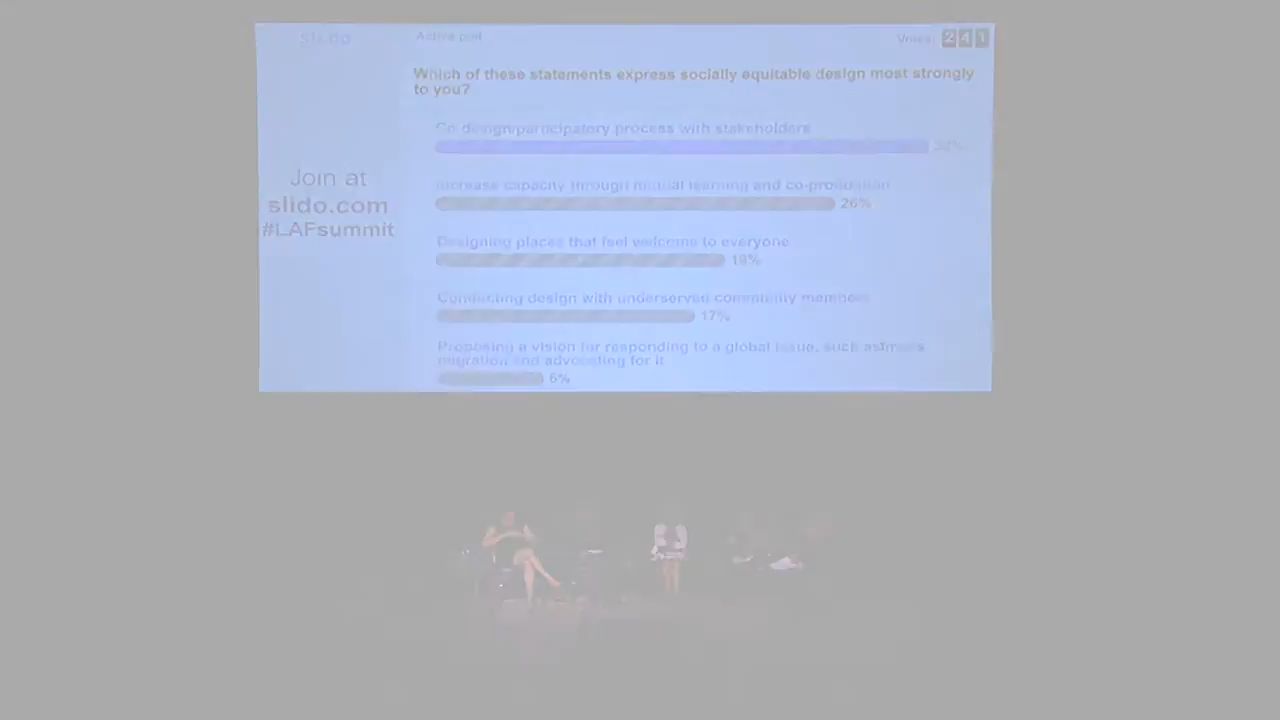 slido
Active poll
Votes: 241
Which of these statements express socially equitable design most strongly
to you?
Co-design/participatory process with stakeholders
32%
Increase capacity through mutual learning and co-production
26%
Join at
slido.com
#LAFsummit
Designing places that feel welcome to everyone
19%
Conducting design with underserved community members
17%
Proposing a vision for responding to a global issue, such as
migration and advocating for it
6%